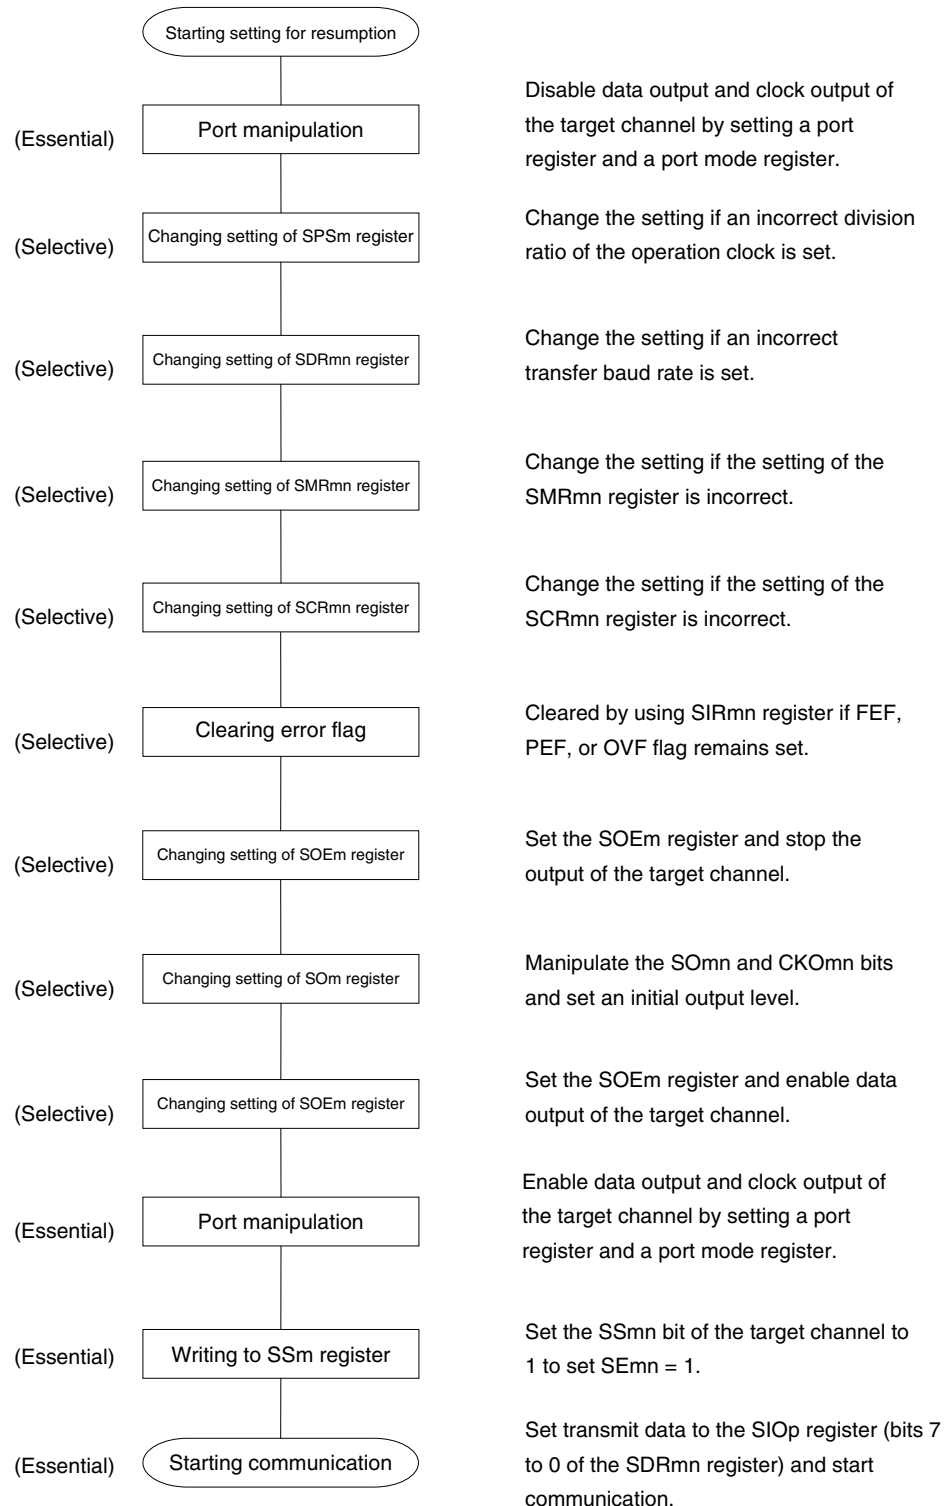 Starting setting for resumption
(Essential)
Port manipulation
Disable data output and clock output of
the target channel by setting a port
register and a port mode register.
(Selective)
Changing setting of SPSm register
Change the setting if an incorrect division
ratio of the operation clock is set.
(Selective)
Changing setting of SDRmn register
Change the setting if an incorrect
transfer baud rate is set.
(Selective)
Changing setting of SMRmn register
Change the setting if the setting of the
SMRmn register is incorrect.
(Selective)
Changing setting of SCRmn register
Change the setting if the setting of the
SCRmn register is incorrect.
(Selective)
Clearing error flag
Cleared by using SIRmn register if FEF,
PEF, or OVF flag remains set.
(Selective)
Changing setting of SOEm register
Set the SOEm register and stop the
output of the target channel.
(Selective)
Changing setting of SOm register
Manipulate the SOmn and CKOmn bits
and set an initial output level.
(Selective)
Changing setting of SOEm register
Set the SOEm register and enable data
output of the target channel.
(Essential)
Port manipulation
Enable data output and clock output of
the target channel by setting a port
register and a port mode register.
(Essential)
Writing to SSm register
Set the SSmn bit of the target channel to
1 to set SEmn = 1.
(Essential)
Starting communication
Set transmit data to the SIOp register (bits 7
to 0 of the SDRmn register) and start
communication.